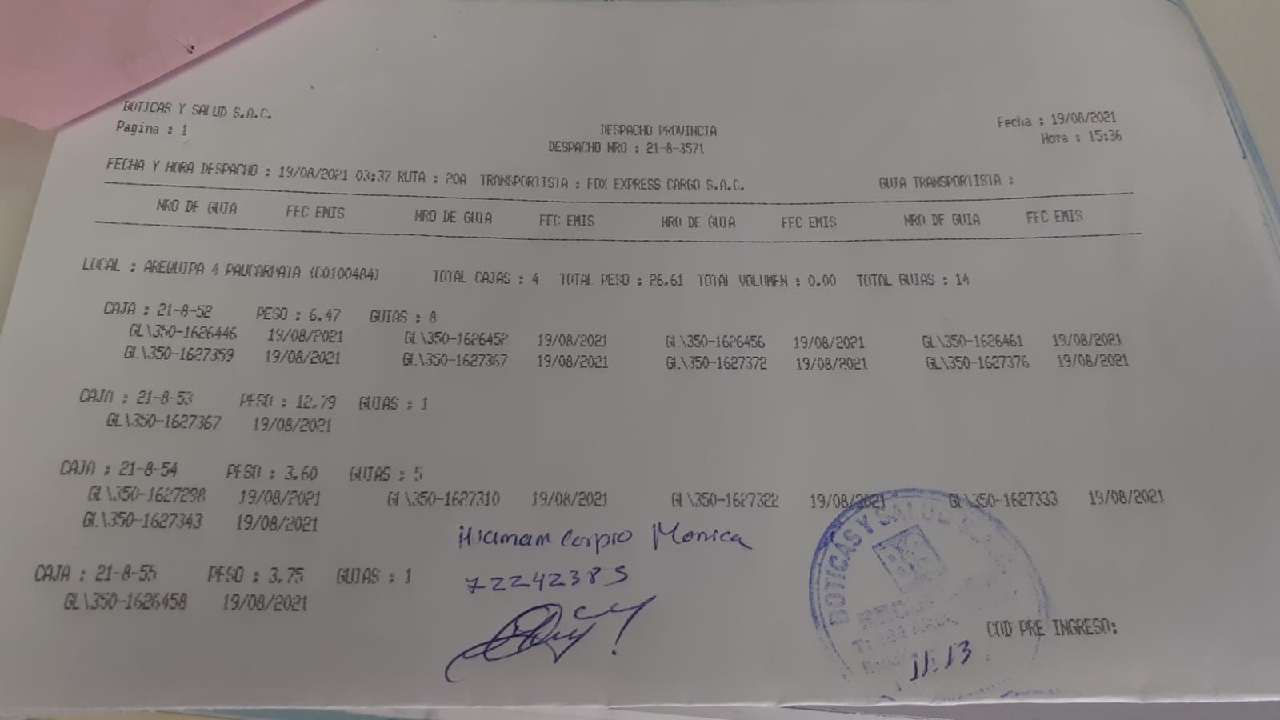 BOTICAS Y SALUD S.A.C.
Pagina : 1
DESPACHO PROVINCIA
DESPACHO NRO : 21-8-3571
Fecha : 19/08/2021
Hora : 15:36
FECHA Y HORA DESPACHO : 19/08/2021 03:37 RUTA : 20A TRANSPORTISTA : FOX EXPRESS CARGO S.A.C. GUIA TRANSPORTISTA :
NRO DE GUIA FEC EMIS NRO DE GUIA FEC EMIS NRO DE GUIA FEC EMIS NRO DE GUIA FEC EMIS
LOCAL : AREQUIPA 4 PAUCARPATA (C0100484) TOTAL CAJAS : 4 TOTAL PESO : 26.61 TOTAL VOLUMEN : 0.00 TOTAL GUIAS : 14
CAJA : 21-8-52 PESO : 6.47 GUIAS : 8
GL\350-1626446 19/08/2021 GL\350-1626452 19/08/2021 GL\350-1626456 19/08/2021 GL\350-1626461 19/08/2021
GL\350-1627359 19/08/2021 GL\350-1627367 19/08/2021 GL\350-1627372 19/08/2021 GL\350-1627376 19/08/2021
CAJA : 21-8-53 PESO : 12.79 GUIAS : 1
GL\350-1627367 19/08/2021
CAJA : 21-8-54 PESO : 3.60 GUIAS : 5
GL\350-1627298 19/08/2021 GL\350-1627310 19/08/2021 GL\350-1627322 19/08/2021 GL\350-1627333 19/08/2021
GL\350-1627343 19/08/2021
Huaman Carpio Monica
72242385
CAJA : 21-8-55 PESO : 3.75 GUIAS : 1
GL\350-1626458 19/08/2021
BOTICAS Y SALUD S.A.C.
11:13
COD PRE INGRESO: